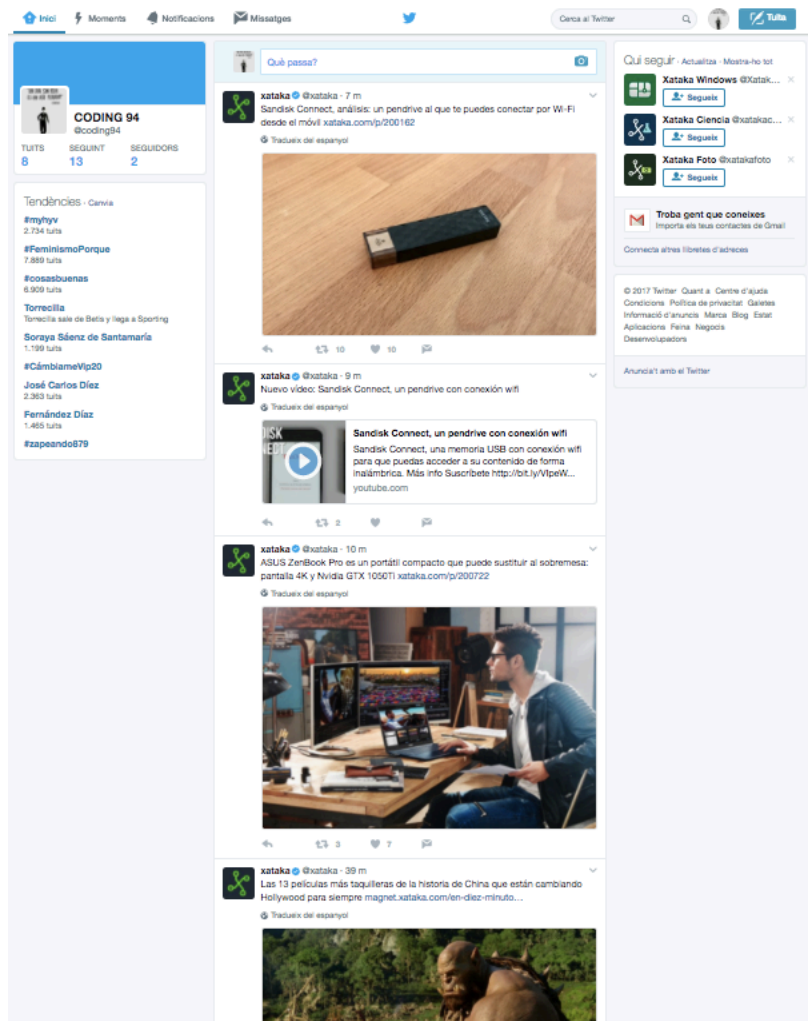 Inici
Moments
Notificacions
Missatges
Cerca al Twitter
Tuita
CODING 94
@coding94
TUITS SEGUINT SEGUIDORS
8 13 2
Tendències · Canvia
#myhyv
2.734 tuits
#FeminismoPorque
7.889 tuits
#cosasbuenas
6.909 tuits
Torrecilla
Torrecilla sale de Betis y llega a Sporting
Soraya Sáenz de Santamaría
1.199 tuits
#CámbiameVip20
José Carlos Díez
2.363 tuits
Fernández Díaz
1.465 tuits
#zapeando879
Què passa?
xataka @xataka · 7 m
Sandisk Connect, análisis: un pendrive al que te puedes conectar por Wi-Fi
desde el móvil xataka.com/p/200162
Tradueix del espanyol
10 10
xataka @xataka · 9 m
Nuevo vídeo: Sandisk Connect, un pendrive con conexión wifi
Tradueix del espanyol
Sandisk Connect, un pendrive con conexión wifi
Sandisk Connect, una memoria USB con conexión wifi
para que puedas acceder a su contenido de forma
inalámbrica. Más info Suscríbete
youtube.com
2
xataka @xataka · 10 m
ASUS ZenBook Pro es un portátil compacto que puede sustituir al sobremesa:
pantalla 4K y Nvidia GTX 1050Ti xataka.com/p/200722
Tradueix del espanyol
3 7
xataka @xataka · 39 m
Las 13 películas más taquilleras de la historia de China que están cambiando
Hollywood para siempre magnet.xataka.com/en-diez-minuto…
Tradueix del espanyol
Qui seguir · Actualitza · Mostra-ho tot
Xataka Windows @Xatak...
Segueix
Xataka Ciencia @xatakac...
Segueix
Xataka Foto @xatakafoto
Segueix
Troba gent que coneixes
Importa els teus contactes de Gmail
Connecta altres llibretes d'adreces
© 2017 Twitter Quant a Centre d'ajuda
Condicions Política de privacitat Galetes
Informació d'anuncis Marca Blog Estat
Aplicacions Feina Negocis
Desenvolupadors
Anuncia't amb el Twitter